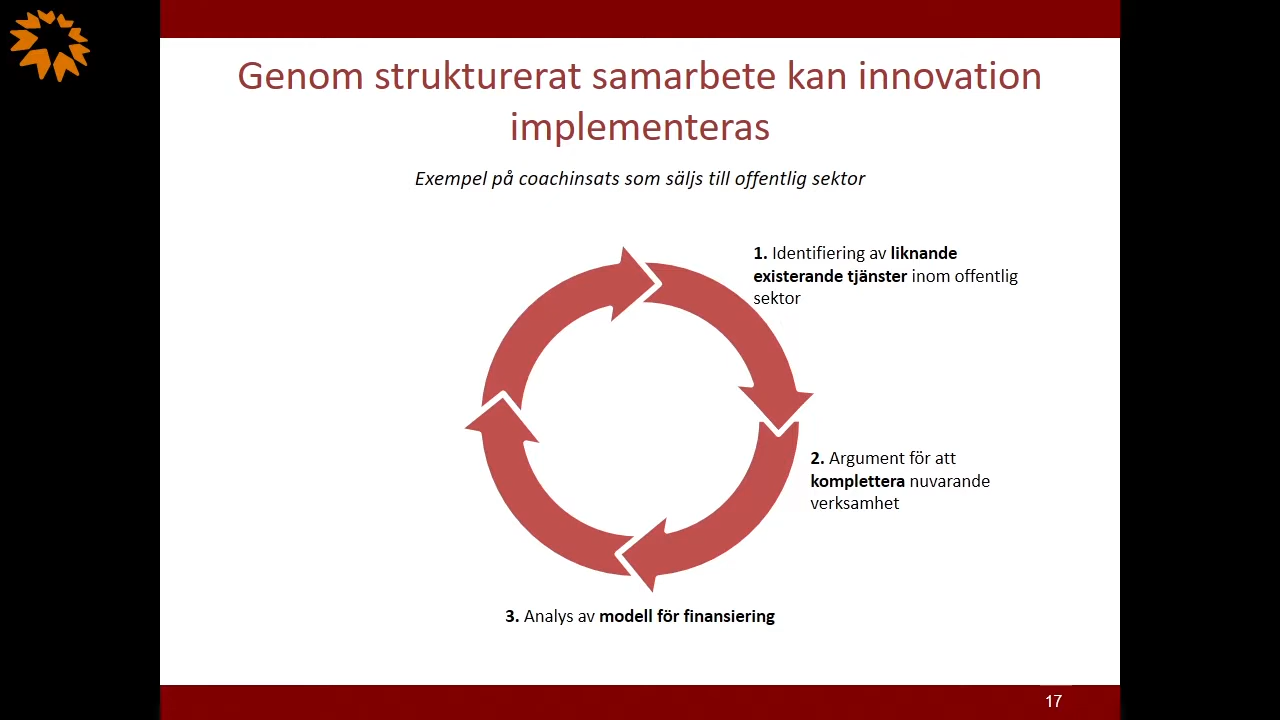 Genom strukturerat samarbete kan innovation
implementeras
Exempel på coachinsats som säljs till offentlig sektor
1. Identifiering av liknande
existerande tjänster inom offentlig
sektor
2. Argument för att
komplettera nuvarande
verksamhet
3. Analys av modell för finansiering
17